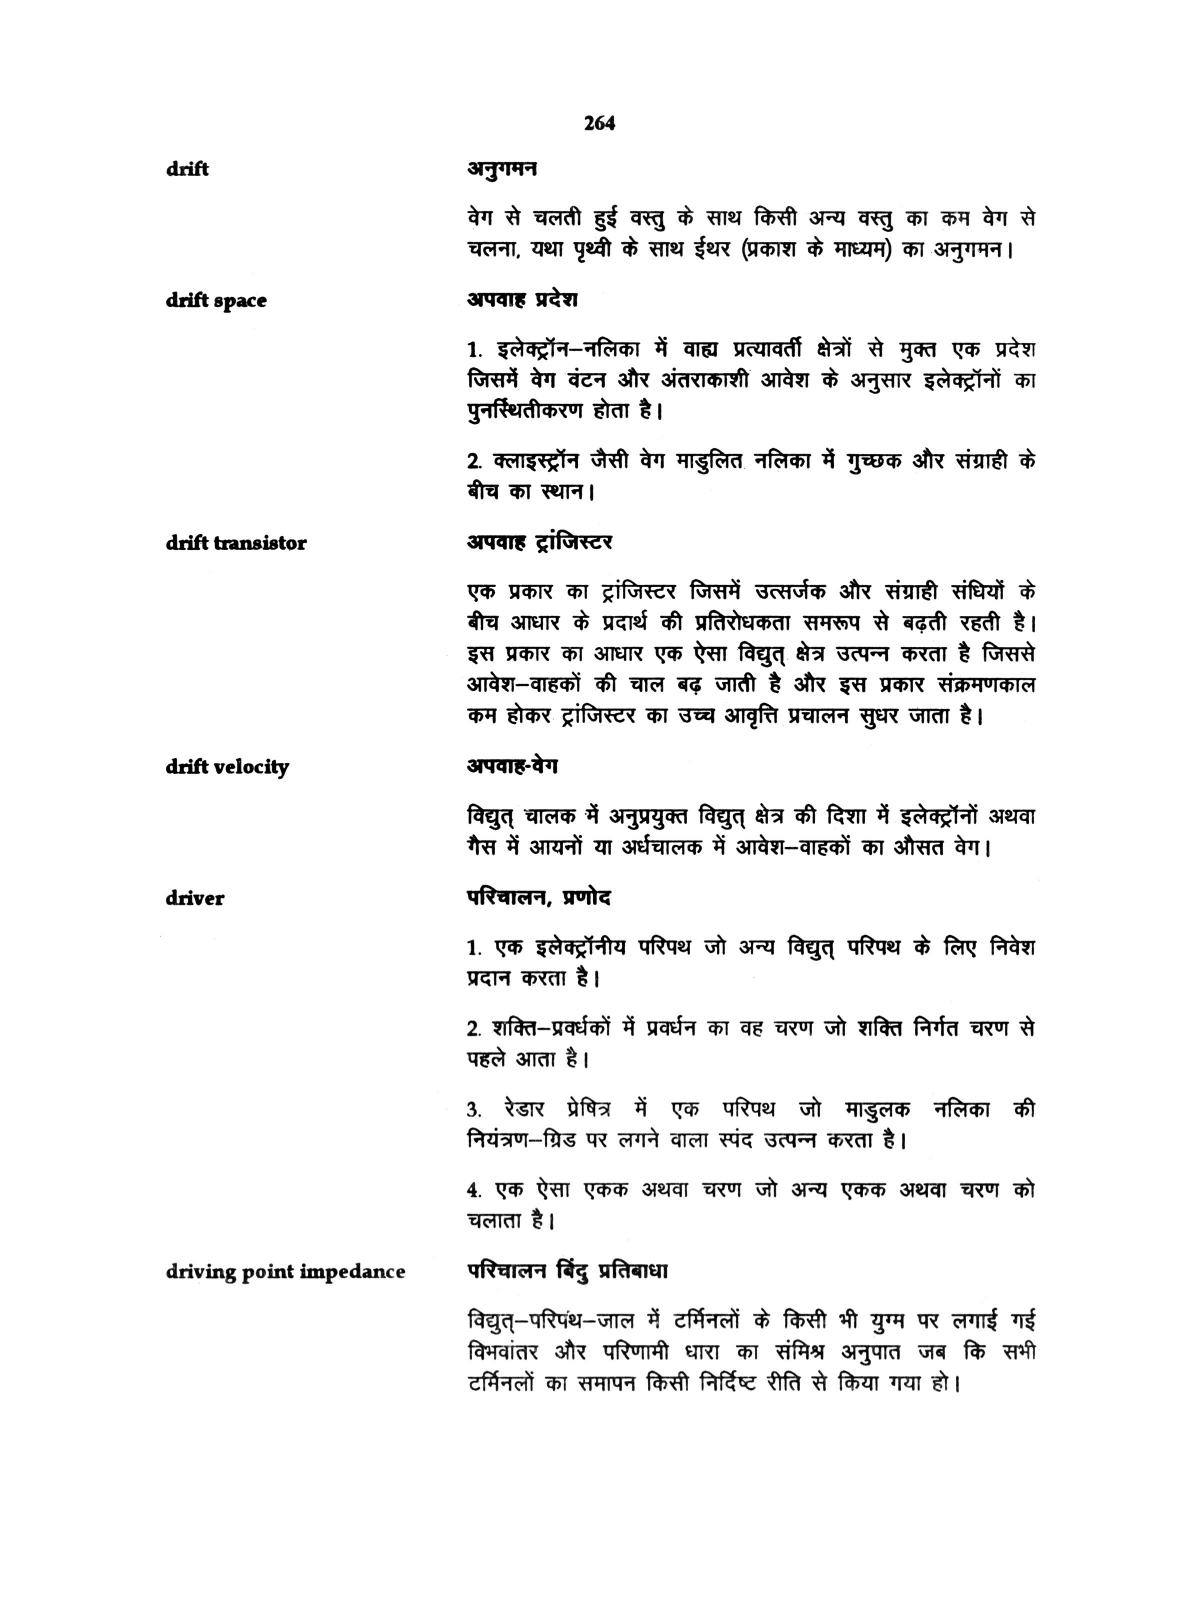 264
drift अनुगमन
वेग से चलती हुई वस्तु के साथ किसी अन्य वस्तु का कम वेग से
चलना, यथा पृथ्वी के साथ ईथर (प्रकाश के माध्यम) का अनुगमन।
drift space अपवाह प्रदेश
1. इलेक्ट्रॉन–नलिका में वाह्य प्रत्यावर्ती क्षेत्रों से मुक्त एक प्रदेश
जिसमें वेग वंटन और अंतराकाशी आवेश के अनुसार इलेक्ट्रॉनों का
पुनर्स्थितीकरण होता है।
2. क्लाइस्ट्रॉन जैसी वेग माडुलित नलिका में गुच्छक और संग्राही के
बीच का स्थान।
drift transistor अपवाह ट्रांजिस्टर
एक प्रकार का ट्रांजिस्टर जिसमें उत्सर्जक और संग्राही संधियों के
बीच आधार के प्रदार्थ की प्रतिरोधकता समरूप से बढ़ती रहती है।
इस प्रकार का आधार एक ऐसा विद्युत् क्षेत्र उत्पन्न करता है जिससे
आवेश–वाहकों की चाल बढ़ जाती है और इस प्रकार संक्रमणकाल
कम होकर ट्रांजिस्टर का उच्च आवृत्ति प्रचालन सुधर जाता है।
drift velocity अपवाह-वेग
विद्युत् चालक में अनुप्रयुक्त विद्युत् क्षेत्र की दिशा में इलेक्ट्रॉनों अथवा
गैस में आयनों या अर्धचालक में आवेश–वाहकों का औसत वेग।
driver परिचालन, प्रणोद
1. एक इलेक्ट्रॉनीय परिपथ जो अन्य विद्युत् परिपथ के लिए निवेश
प्रदान करता है।
2. शक्ति–प्रवर्धकों में प्रवर्धन का वह चरण जो शक्ति निर्गत चरण से
पहले आता है।
3. रेडार प्रेषित्र में एक परिपथ जो माडुलक नलिका की
नियंत्रण–ग्रिड पर लगने वाला स्पंद उत्पन्न करता है।
4. एक ऐसा एकक अथवा चरण जो अन्य एकक अथवा चरण को
चलाता है।
driving point impedance परिचालन बिंदु प्रतिबाधा
विद्युत्–परिपथ–जाल में टर्मिनलों के किसी भी युग्म पर लगाई गई
विभवांतर और परिणामी धारा का संमिश्र अनुपात जब कि सभी
टर्मिनलों का समापन किसी निर्दिष्ट रीति से किया गया हो।